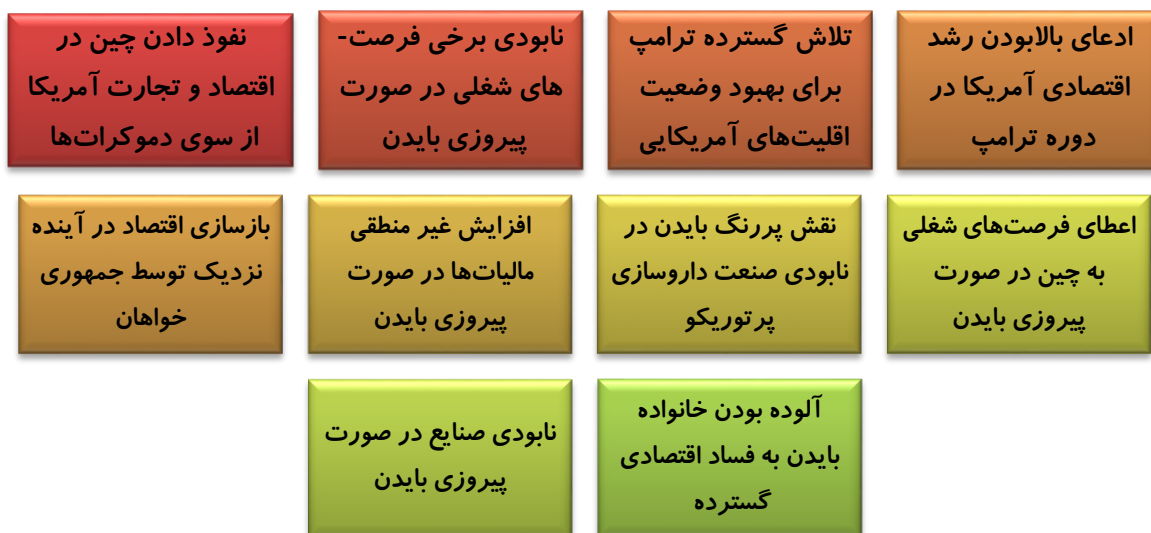 ادعای بالابودن رشد
اقتصادی آمریکا در
دوره ترامپ
تلاش گسترده ترامپ
برای بهبود وضعیت
اقلیت‌های آمریکایی
نابودی برخی فرصت-
های شغلی در صورت
پیروزی بایدن
نفوذ دادن چین در
اقتصاد و تجارت آمریکا
از سوی دموکرات‌ها
اعطای فرصت‌های شغلی
به چین در صورت
پیروزی بایدن
نقش پررنگ بایدن در
نابودی صنعت داروسازی
پرتوریکو
افزایش غیر منطقی
مالیات‌ها در صورت
پیروزی بایدن
بازسازی اقتصاد در آینده
نزدیک توسط جمهوری
خواهان
آلوده بودن خانواده
بایدن به فساد اقتصادی
گسترده
نابودی صنایع در صورت
پیروزی بایدن